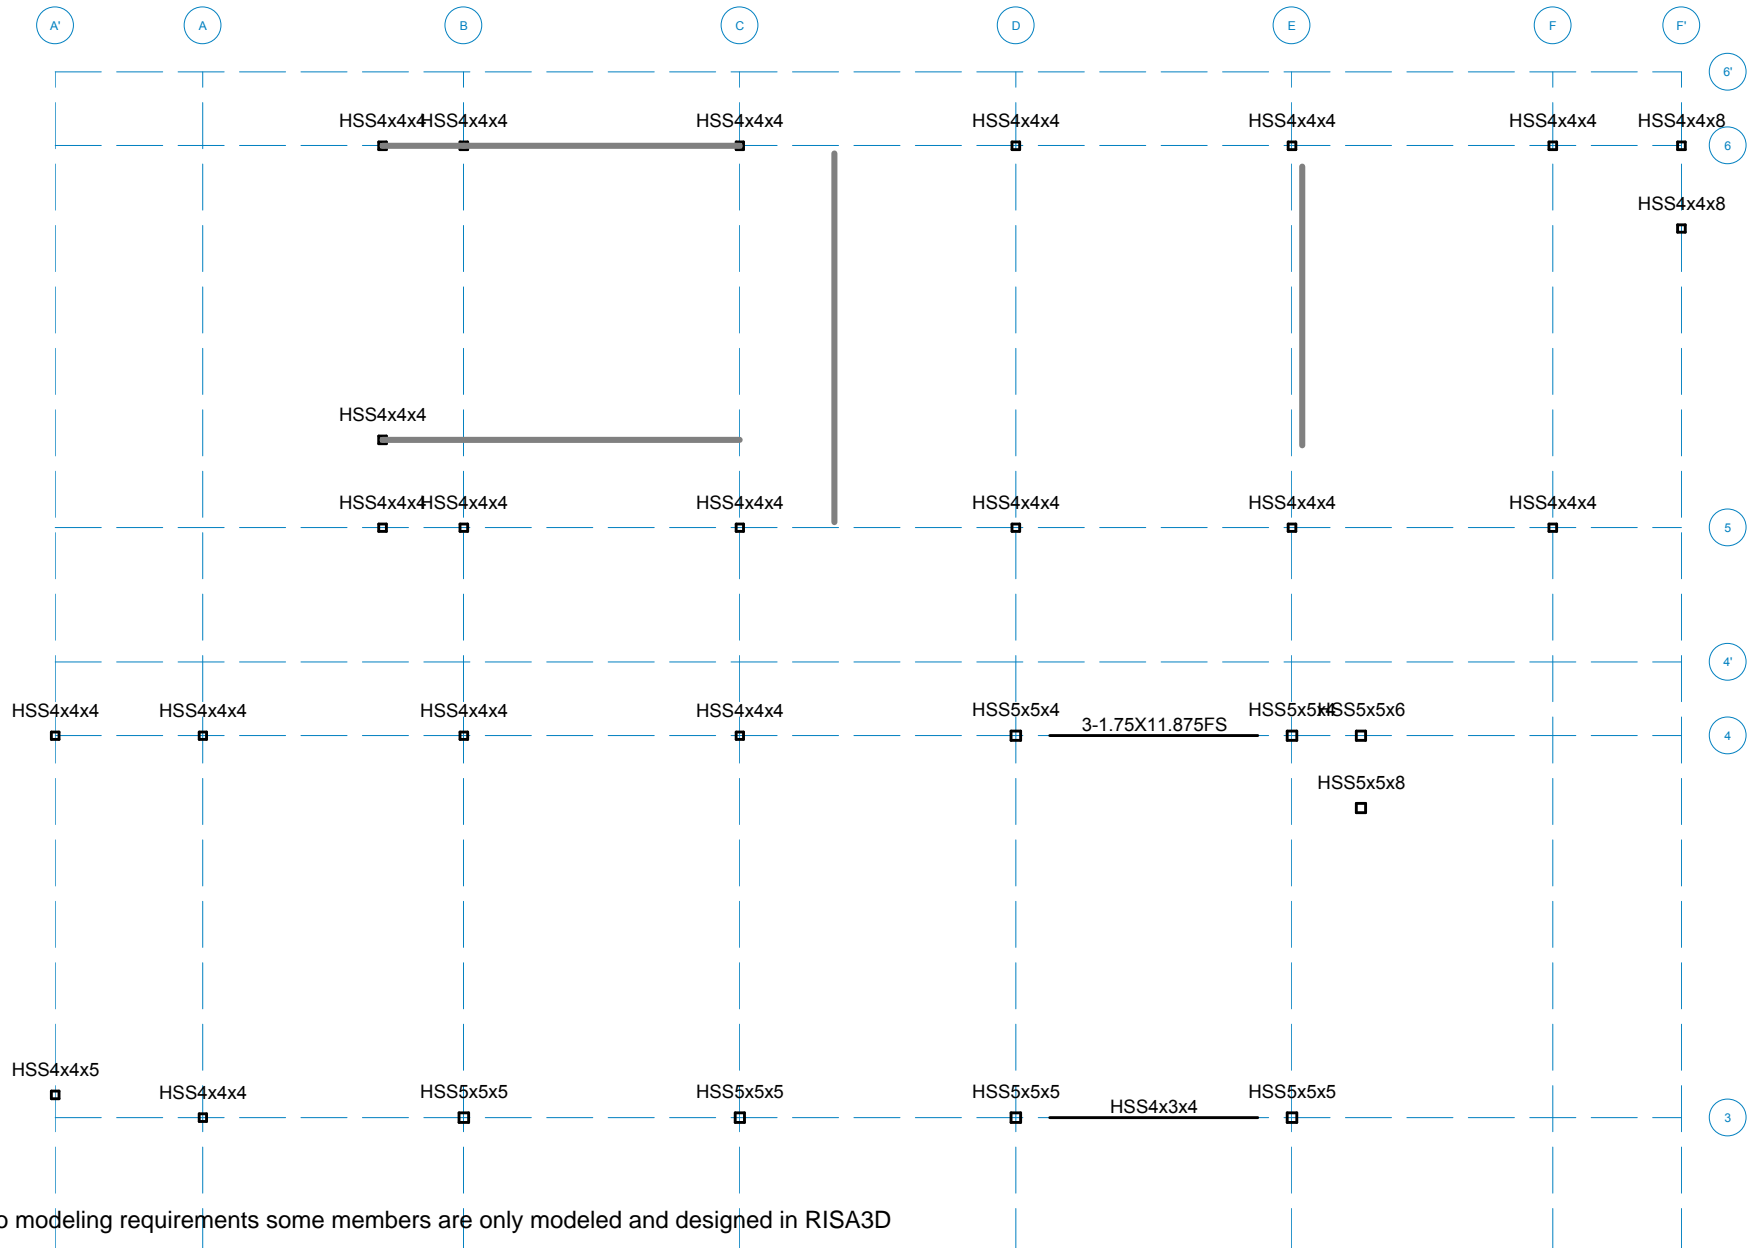 A' A B C D E F F'
6'
HSS4x4x4 HSS4x4x4 HSS4x4x4 HSS4x4x4 HSS4x4x4 HSS4x4x4 HSS4x4x8
6
HSS4x4x8
HSS4x4x4
HSS4x4x4 HSS4x4x4 HSS4x4x4 HSS4x4x4 HSS4x4x4 HSS4x4x4
5
4'
HSS4x4x4 HSS4x4x4 HSS4x4x4 HSS4x4x4 HSS5x5x4 3-1.75X11.875FS HSS5x5x4 HSS5x5x6
4
HSS5x5x8
HSS4x4x5
HSS4x4x4 HSS5x5x5 HSS5x5x5 HSS5x5x5 HSS4x3x4 HSS5x5x5
3
modeling requirements some members are only modeled and designed in RISA3D